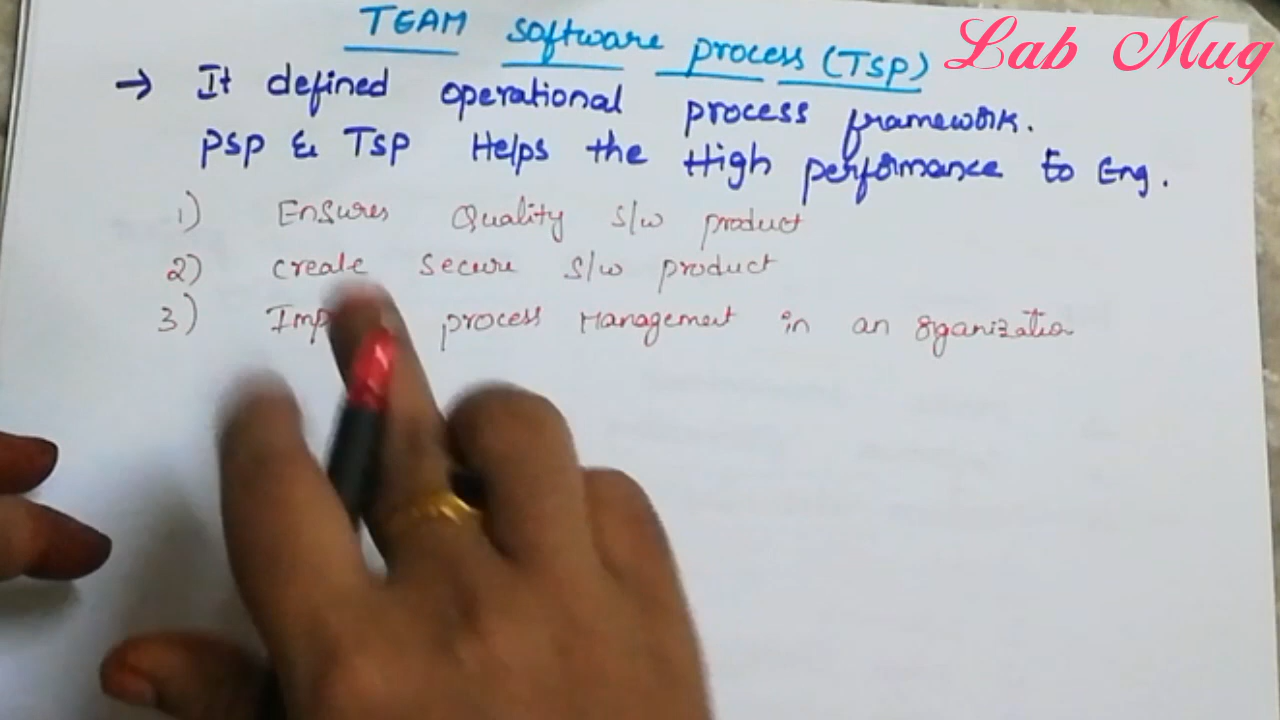 TEAM software process (TSP)
Lab Mug
→ It defined operational process framework.
PSP & TSP Helps the High performance to Eng.
1) Ensures Quality S/w product
2) create secure S/w product
3) process Management in an